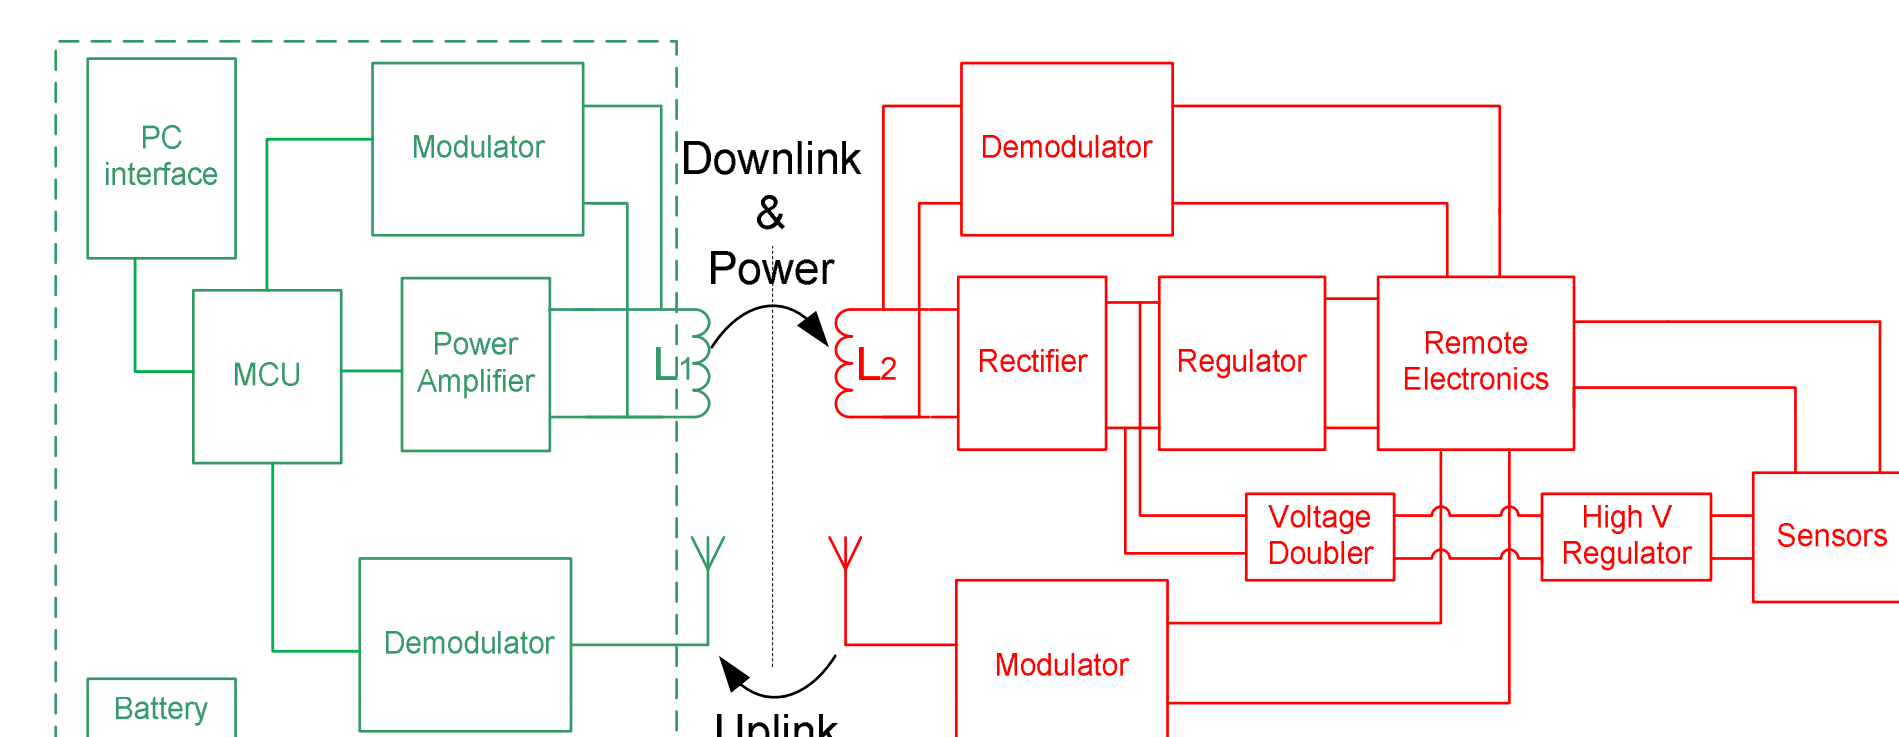 PC
interface
Modulator
MCU
Power
Amplifier
L1
Demodulator
Battery
Downlink
&
Power
Uplink
L2
Demodulator
Rectifier
Regulator
Remote
Electronics
Voltage
Doubler
High V
Regulator
Sensors
Modulator